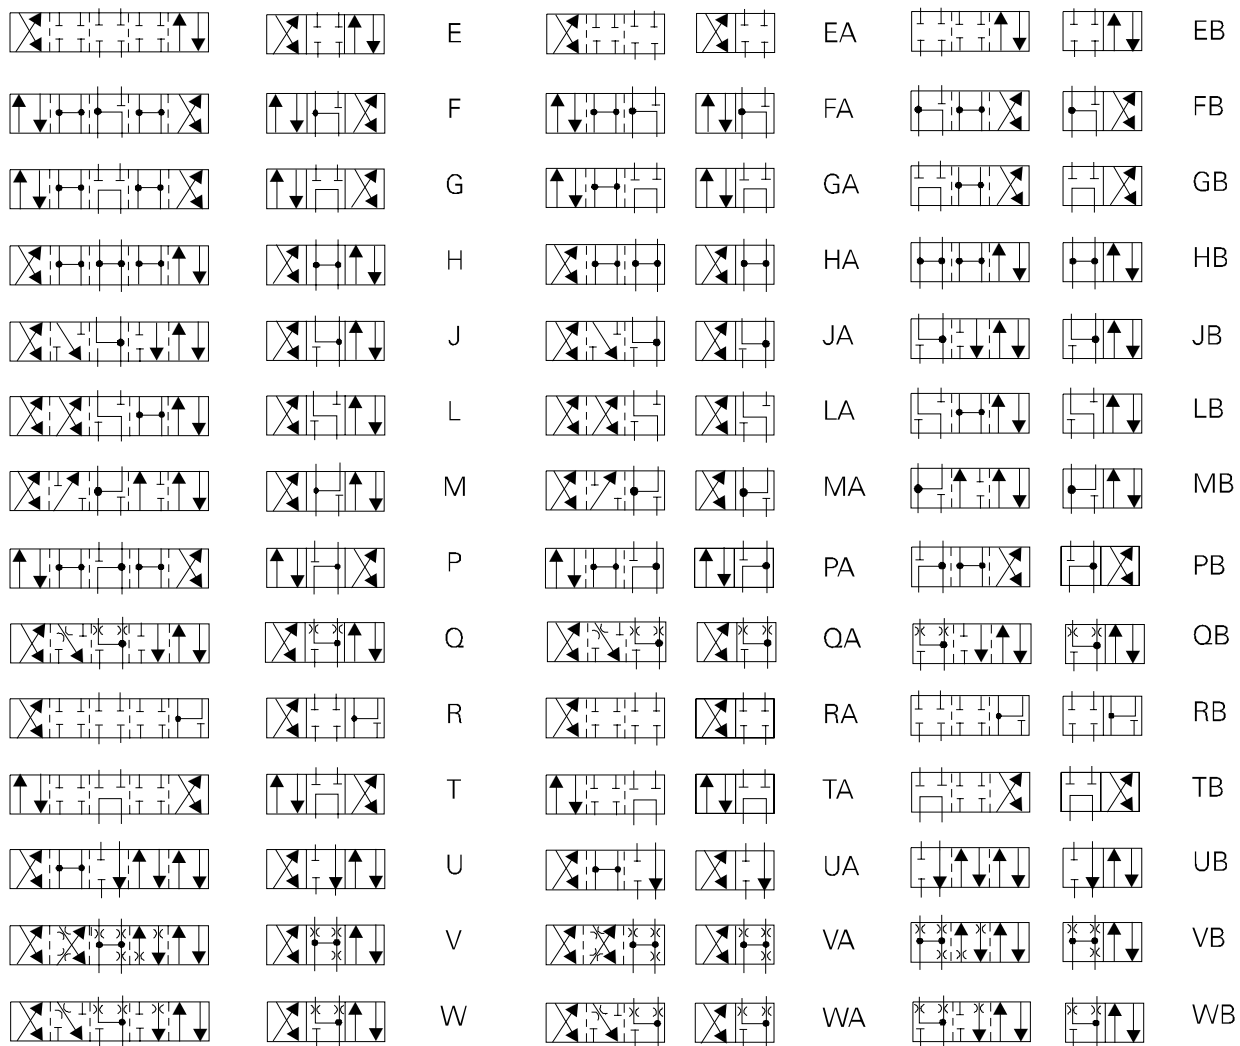 E EA EB
F FA FB
G GA GB
H HA HB
J JA JB
L LA LB
M MA MB
P PA PB
Q QA QB
R RA RB
T TA TB
U UA UB
V VA VB
W WA WB